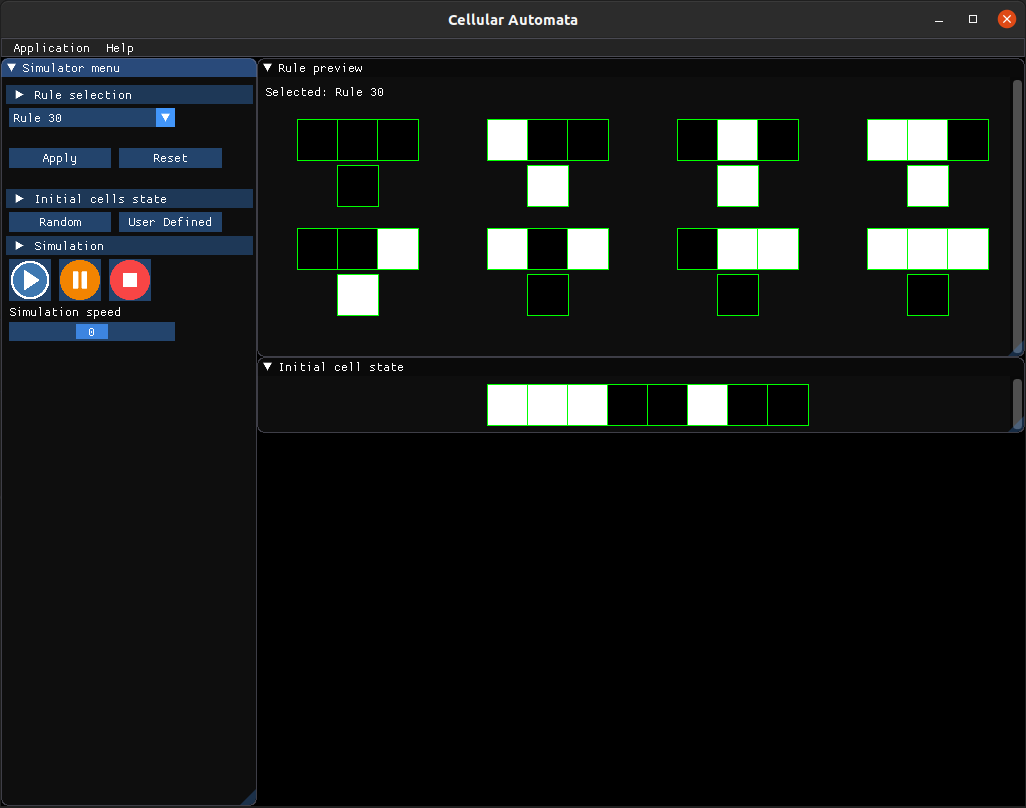 Cellular Automata
Application Help
Simulator menu
Rule selection
Rule 30
Apply Reset
Initial cells state
Random User Defined
Simulation
Simulation speed
0
Rule preview
Selected: Rule 30
Initial cell state